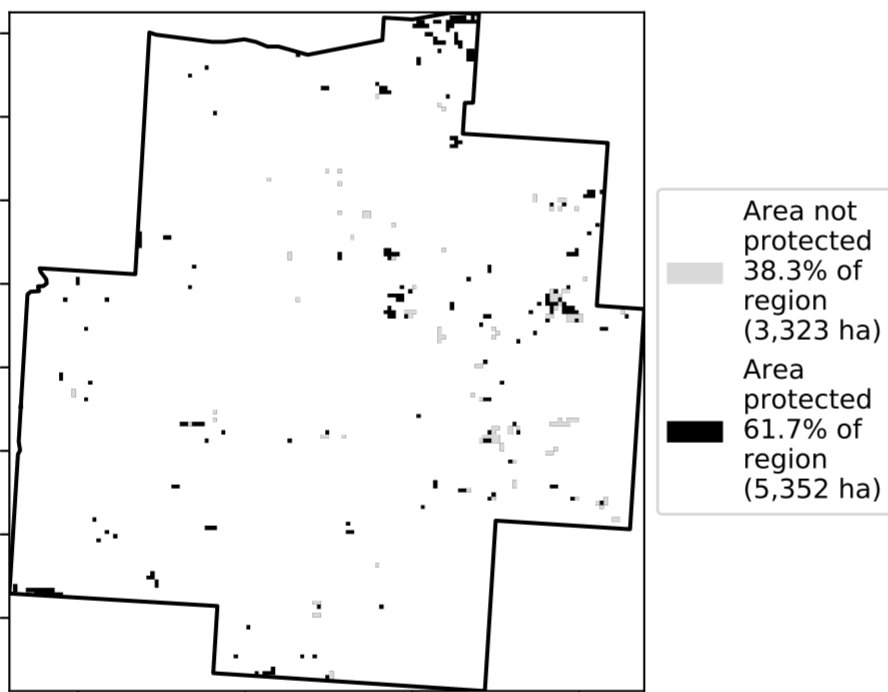 Area not
protected
38.3% of
region
(3,323 ha)
Area
protected
61.7% of
region
(5,352 ha)